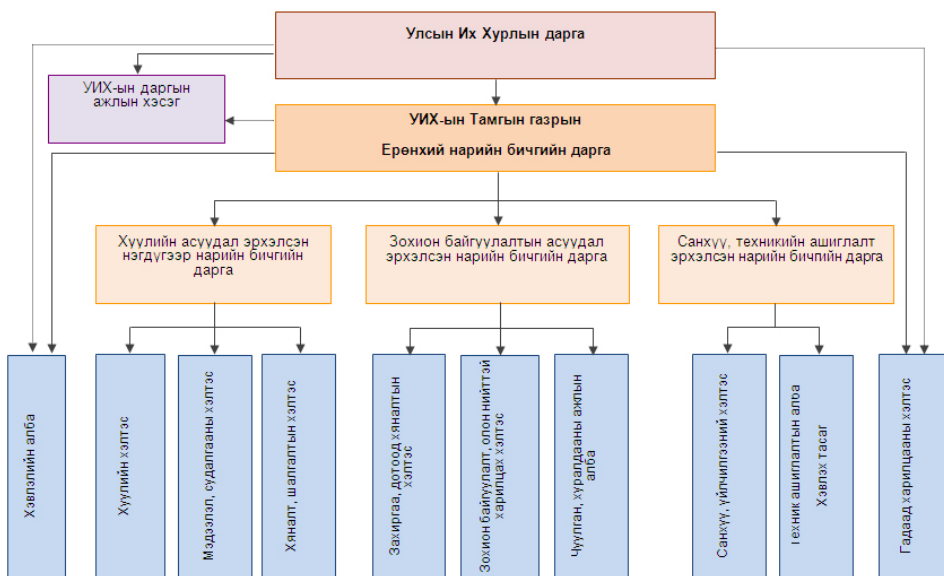 Улсын Их Хурлын дарга
УИХ-ын даргын
ажлын хэсэг
УИХ-ын Тамгын газрын
Ерөнхий нарийн бичгийн дарга
Хуулийн асуудал эрхэлсэн
нэгдүгээр нарийн бичгийн
дарга
Зохион байгуулалтын асуудал
эрхэлсэн нарийн бичгийн дарга
Санхүү, техникийн ашиглалт
эрхэлсэн нарийн бичгийн дарга
Хэвлэлийн алба
Хуулийн хэлтэс
Мэдээлэл, судалгааны хэлтэс
Хяналт, шалгалтын хэлтэс
Захиргаа, дотоод хяналтын
хэлтэс
Зохион байгуулалт, олон нийттэй
харилцах хэлтэс
Чуулган, хуралдааны ажлын
алба
Санхүү, үйлчилгээний хэлтэс
Техник ашиглалтын алба
Хэвлэх тасаг
Гадаад харилцааны хэлтэс